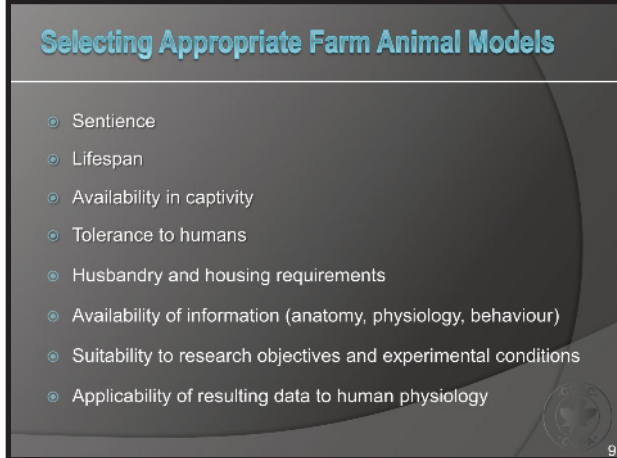 Selecting Appropriate Farm Animal Models
Sentience
Lifespan
Availability in captivity
Tolerance to humans
Husbandry and housing requirements
Availability of information (anatomy, physiology, behaviour)
Suitability to research objectives and experimental conditions
Applicability of resulting data to human physiology
9